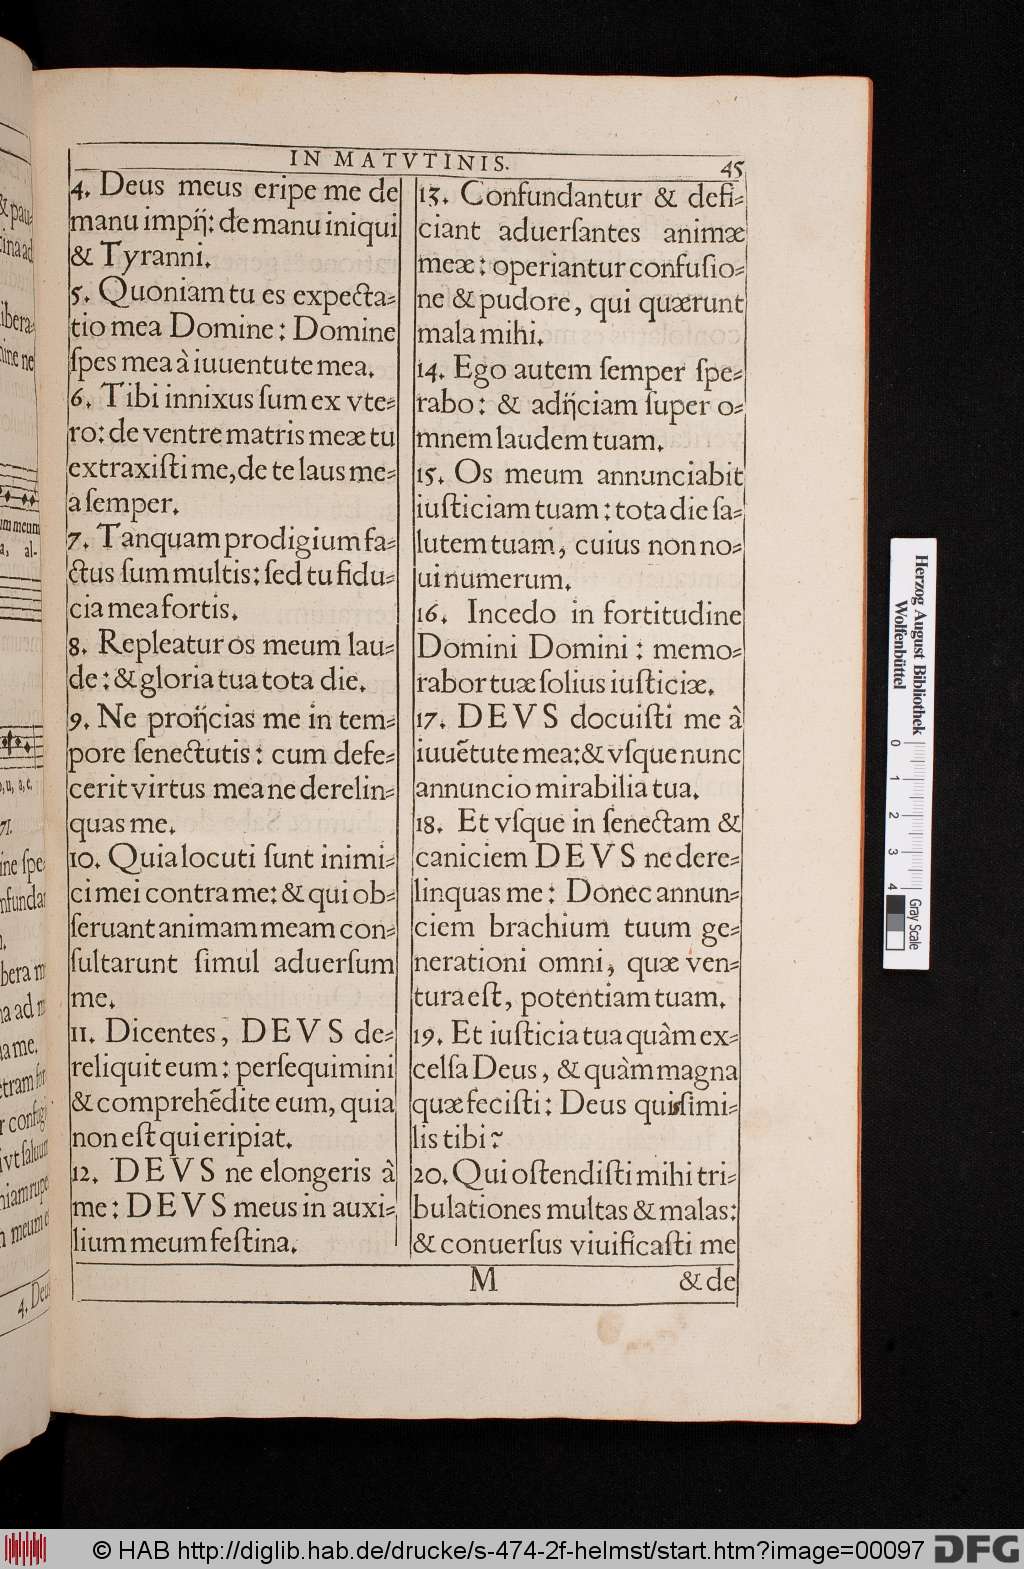 IN MATVTINIS.
45
4. Deus meus eripe me de
manu impij: de manu iniqui
& Tyranni.
5. Quoniam tu es expecta-
tio mea Domine: Domine
ſpes mea à iuuentute mea.
6. Tibi innixus ſum ex vte-
ro: de ventre matris meæ tu
extraxiſti me, de te laus me-
a ſemper.
7. Tanquam prodigium fa-
ctus ſum multis: ſed tu fidu-
cia mea fortis.
8. Repleatur os meum lau-
de: & gloria tua tota die.
9. Ne proijcias me in tem-
pore ſenectutis: cum defe-
cerit virtus mea ne derelin-
quas me.
10. Quia locuti ſunt inimi-
ci mei contra me: & qui ob-
ſeruant animam meam con-
ſultarunt ſimul aduerſum
me.
11. Dicentes, DEVS de-
reliquit eum: perſequimini
& comprehẽdite eum, quia
non eſt qui eripiat.
12. DEVS ne elongeris à
me: DEVS meus in auxi-
lium meum feſtina.
13. Confundantur & defi-
ciant aduerſantes animæ
meæ: operiantur confuſio-
ne & pudore, qui quærunt
mala mihi.
14. Ego autem ſemper ſpe-
rabo: & adijciam ſuper o-
mnem laudem tuam.
15. Os meum annunciabit
iuſticiam tuam: tota die ſa-
lutem tuam, cuius non no-
ui numerum.
16. Incedo in fortitudine
Domini Domini: memo-
rabor tuæ ſolius iuſticiæ.
17. DEVS docuiſti me à
iuuẽtute mea: & vſque nunc
annuncio mirabilia tua.
18. Et vſque in ſenectam &
caniciem DEVS ne dere-
linquas me: Donec annun-
ciem brachium tuum ge-
nerationi omni, quæ ven-
tura eſt, potentiam tuam.
19. Et iuſticia tua quàm ex-
celſa Deus, & quàm magna
quæ feciſti: Deus quis ſimi-
lis tibi?
20. Qui oſtendiſti mihi tri-
bulationes multas & malas:
& conuerſus viuificaſti me
M
& de
Herzog August Bibliothek
Wolfenbüttel
0 1 2 3 4
Gray Scale
© HAB http://diglib.hab.de/drucke/s-474-2f-helmst/start.htm?image=00097
DFG